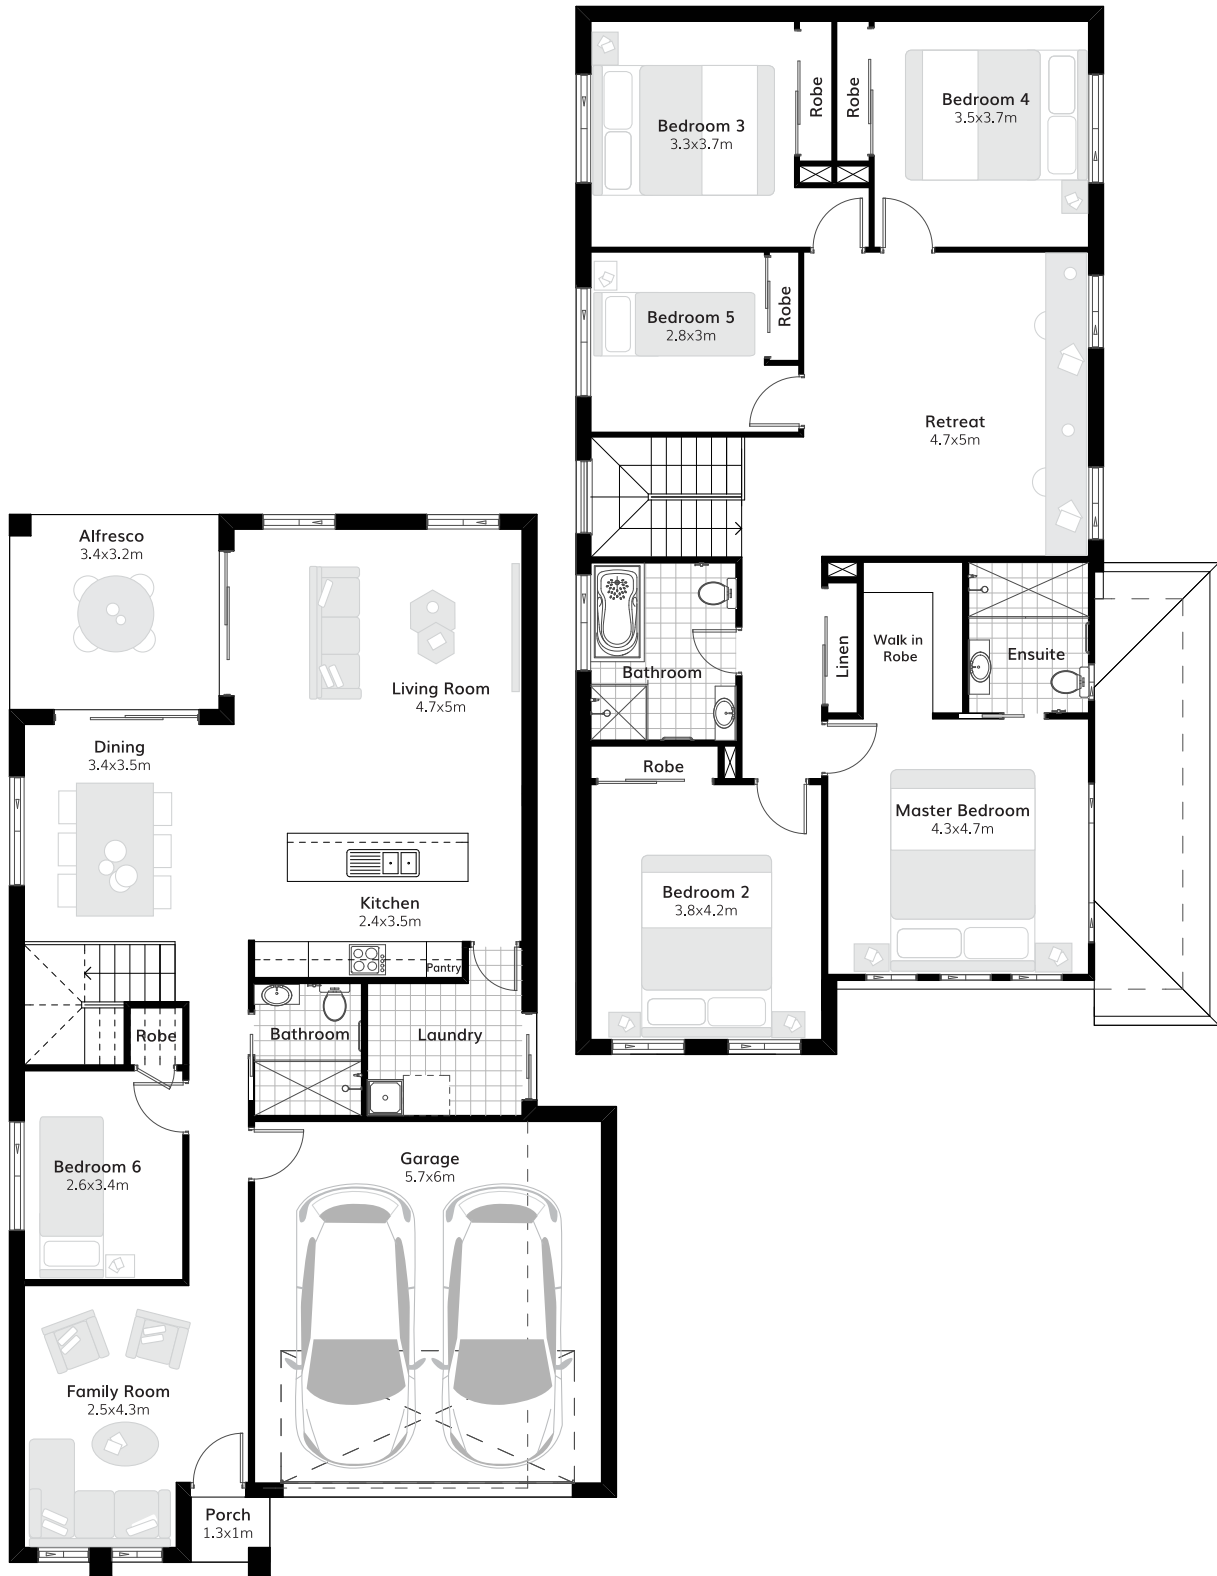 Alfresco
3.4x3.2m
Living Room
4.7x5m
Dining
3.4x3.5m
Kitchen
2.4x3.5m
Pantry
Robe
Bathroom
Laundry
Bedroom 6
2.6x3.4m
Garage
5.7x6m
Family Room
2.5x4.3m
Porch
1.3x1m
Bedroom 3
3.3x3.7m
Robe
Robe
Bedroom 4
3.5x3.7m
Bedroom 5
2.8x3m
Robe
Retreat
4.7x5m
Bathroom
Linen
Walk in
Robe
Ensuite
Robe
Master Bedroom
4.3x4.7m
Bedroom 2
3.8x4.2m